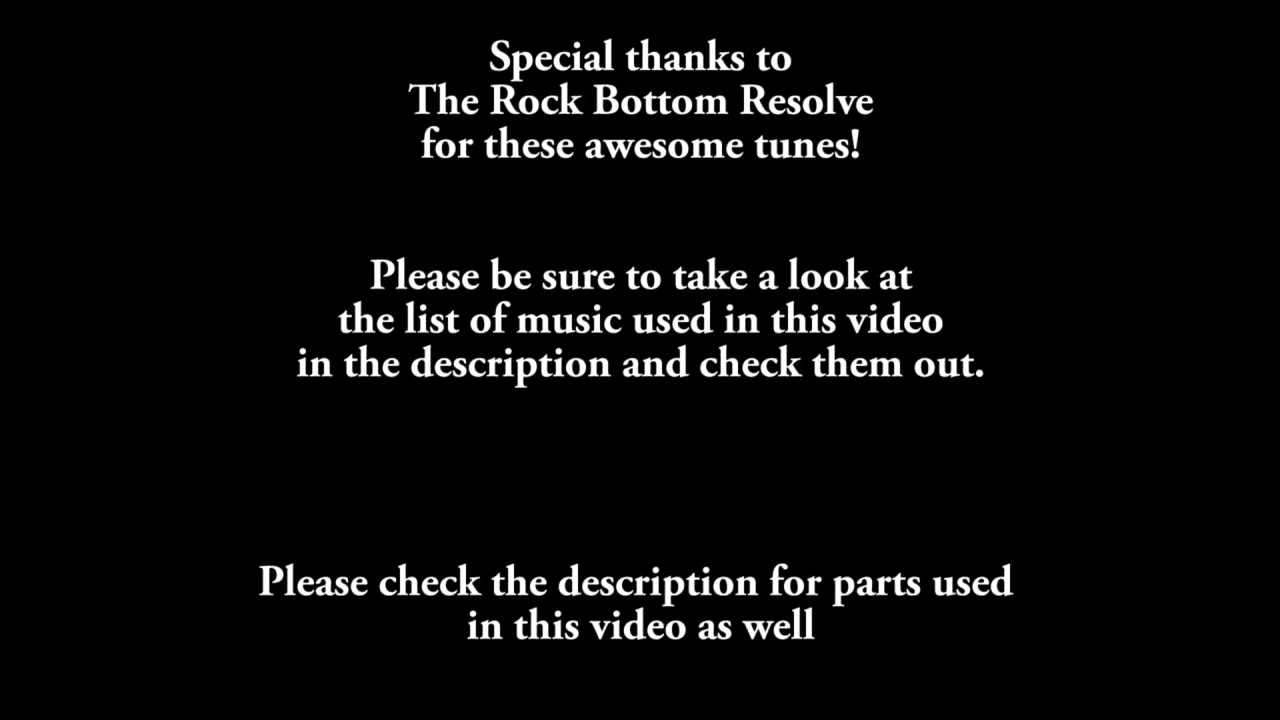 Special thanks to
The Rock Bottom Resolve
for these awesome tunes!
Please be sure to take a look at
the list of music used in this video
in the description and check them out.
Please check the description for parts used
in this video as well